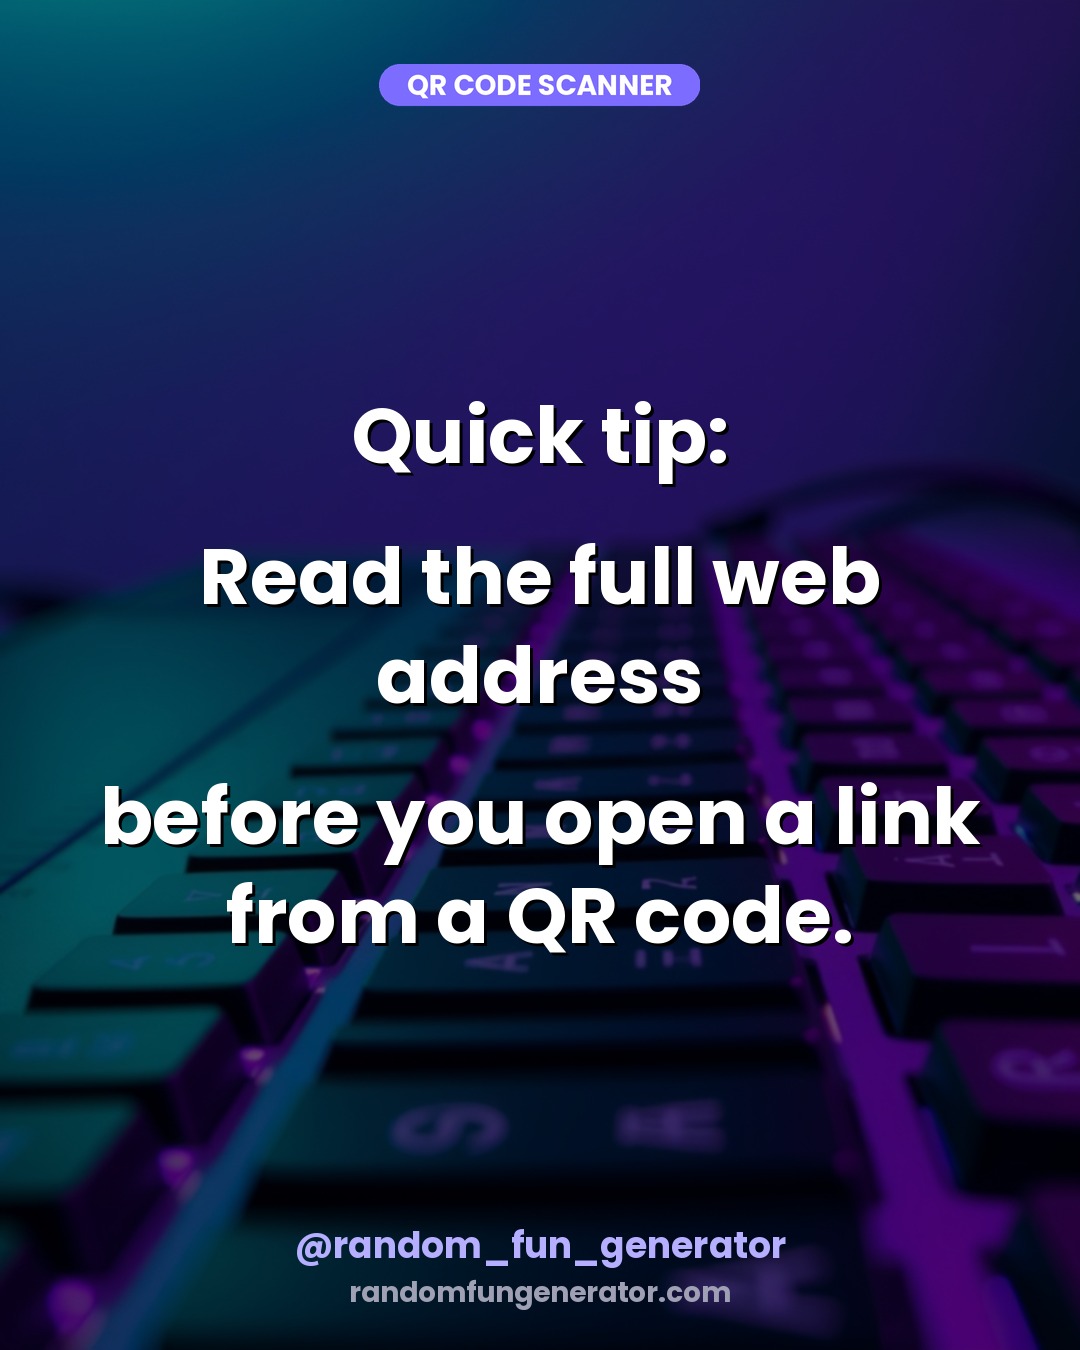 QR CODE SCANNER
Quick tip:
Read the full web
address
before you open a link
from a QR code.
@random_fun_generator
randomfungenerator.com